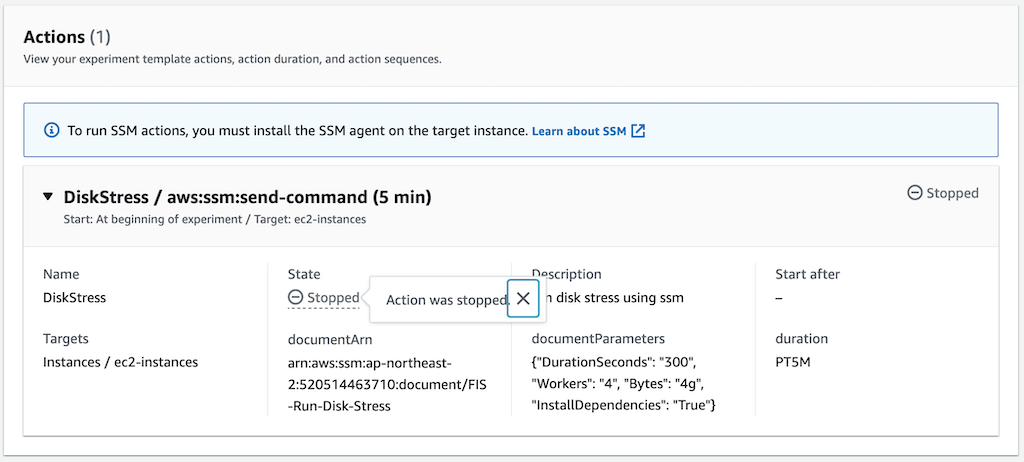 Actions (1)
View your experiment template actions, action duration, and action sequences.
To run SSM actions, you must install the SSM agent on the target instance. Learn about SSM
DiskStress / aws:ssm:send-command (5 min)
Stopped
Start: At beginning of experiment / Target: ec2-instances
Name
DiskStress
State
Stopped
Action was stopped.
Description
disk stress using ssm
Start after
–
Targets
Instances / ec2-instances
documentArn
arn:aws:ssm:ap-northeast-
2:520514463710:document/FIS
-Run-Disk-Stress
documentParameters
{"DurationSeconds": "300",
"Workers": "4", "Bytes": "4g",
"InstallDependencies": "True"}
duration
PT5M